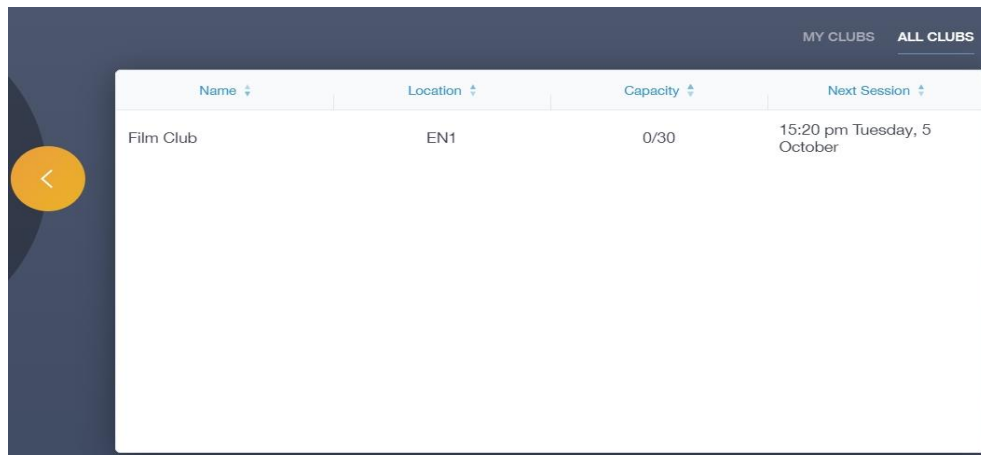 MY CLUBS ALL CLUBS
Name Location Capacity Next Session
Film Club EN1 0/30 15:20 pm Tuesday, 5
October